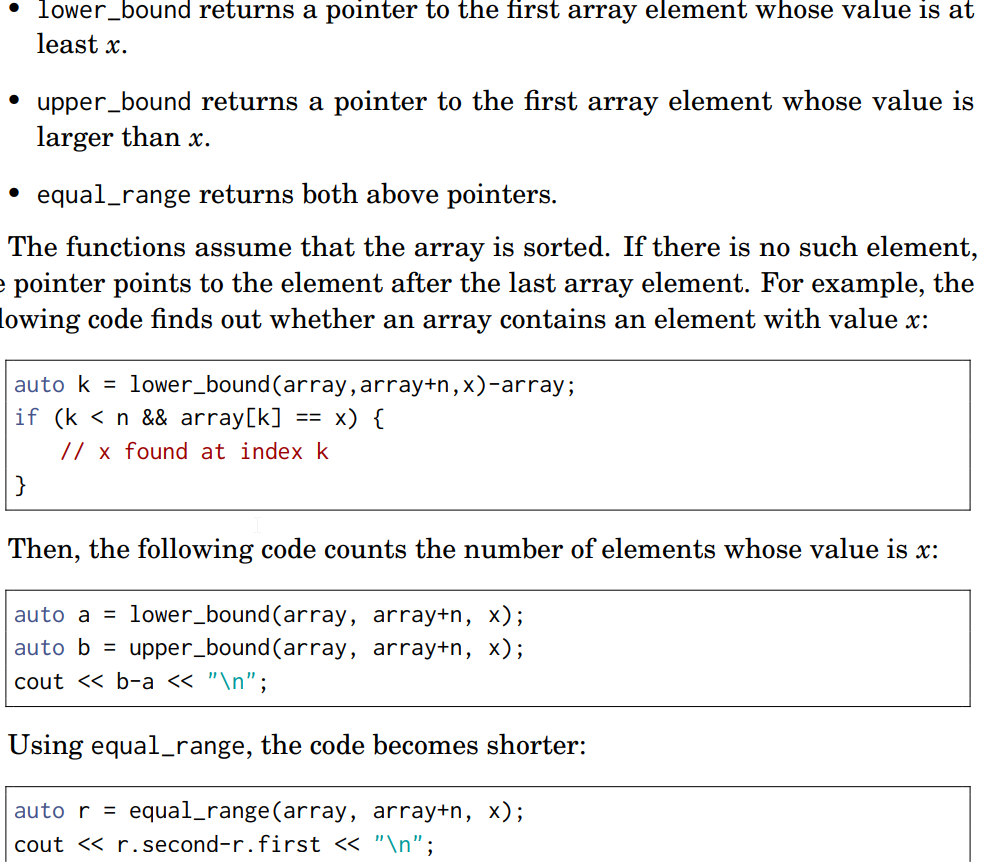 • lower_bound returns a pointer to the first array element whose value is at
least x.
• upper_bound returns a pointer to the first array element whose value is
larger than x.
• equal_range returns both above pointers.
The functions assume that the array is sorted. If there is no such element,
pointer points to the element after the last array element. For example, the
lowing code finds out whether an array contains an element with value x:
auto k = lower_bound(array,array+n,x)-array;
if (k < n && array[k] == x) {
    // x found at index k
}
Then, the following code counts the number of elements whose value is x:
auto a = lower_bound(array, array+n, x);
auto b = upper_bound(array, array+n, x);
cout << b-a << "\n";
Using equal_range, the code becomes shorter:
auto r = equal_range(array, array+n, x);
cout << r.second-r.first << "\n";